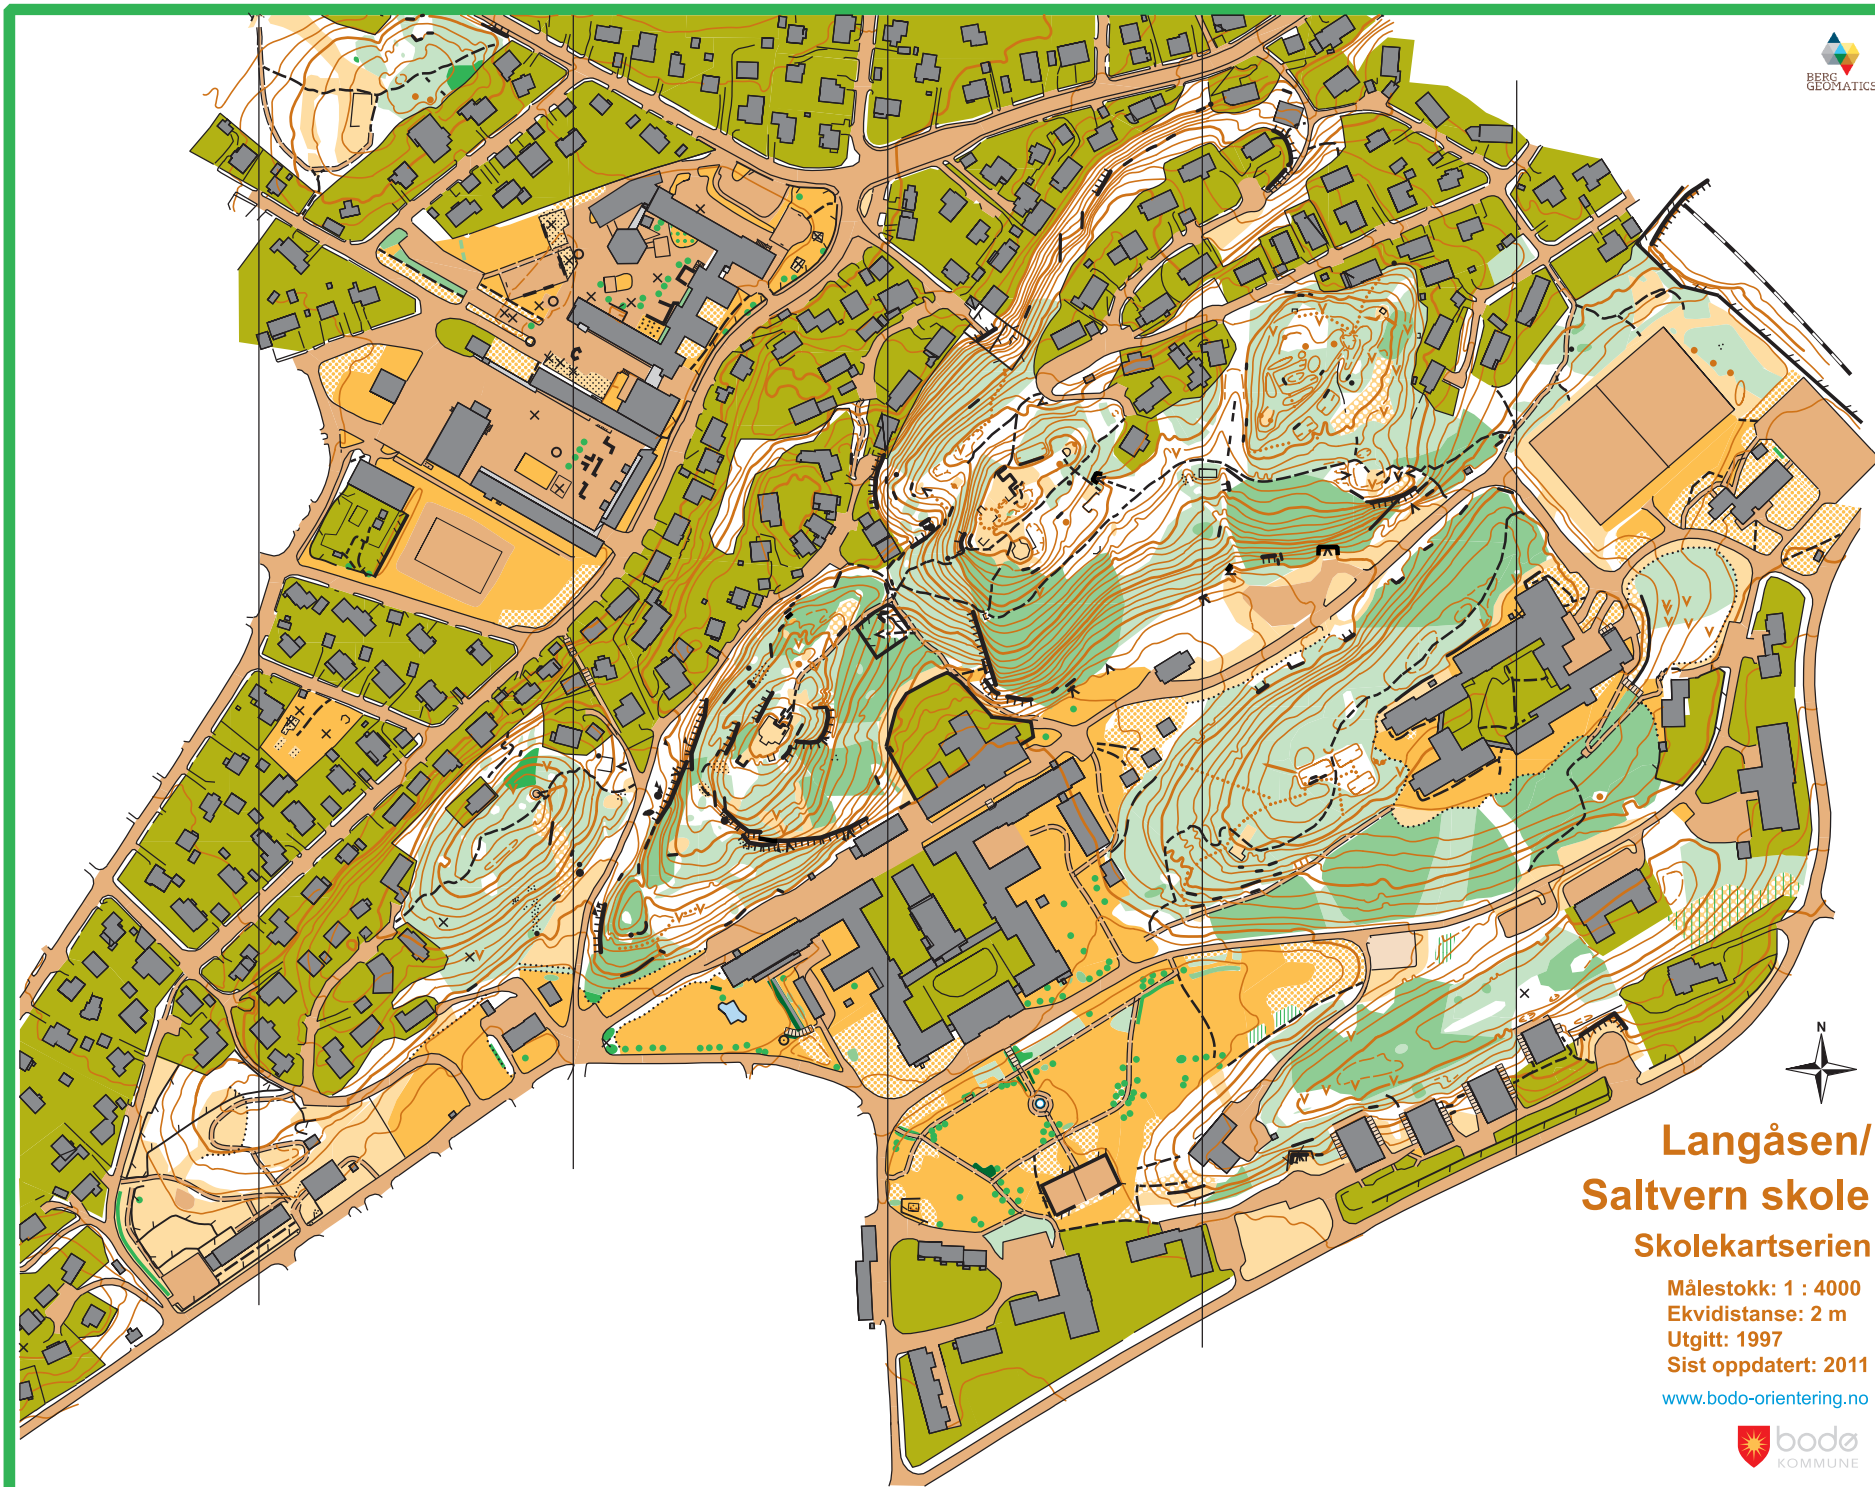 BERG
GEOMATICS
N
Langåsen/
Saltvern skole
Skolekartserien
Målestokk: 1 : 4000
Ekvidistanse: 2 m
Utgitt: 1997
Sist oppdatert: 2011
www.bodo-orientering.no
bodø
KOMMUNE